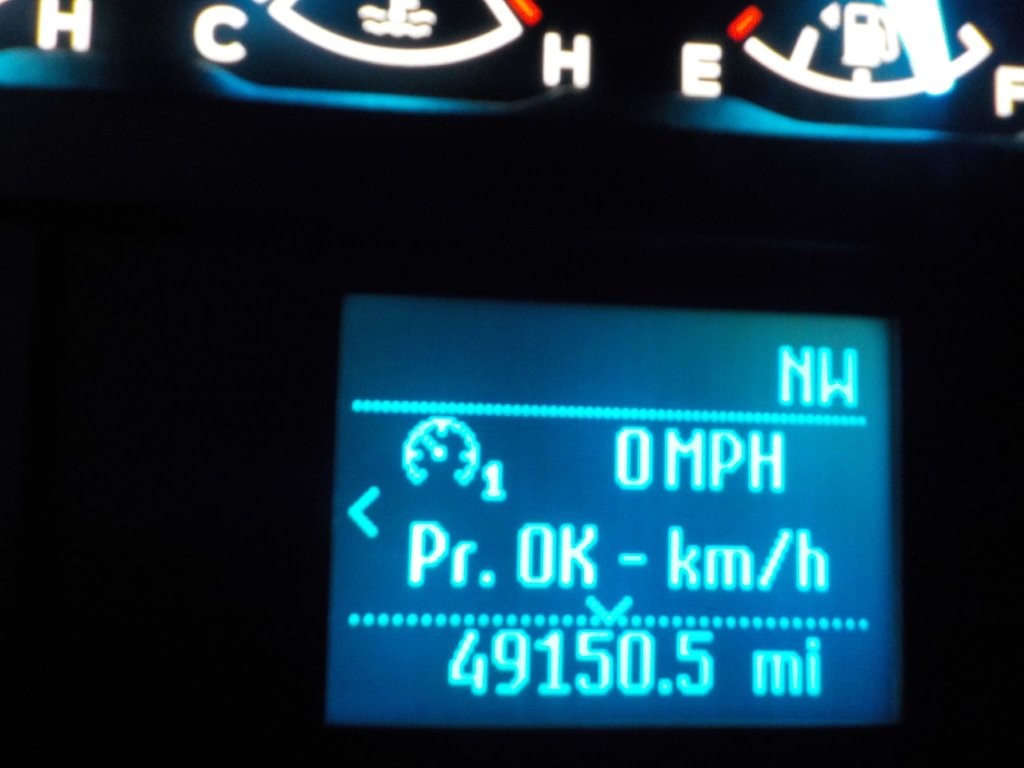 H C H E F
NW
1 0 MPH
Pr. OK - km/h
49150.5 mi